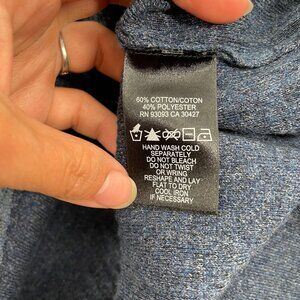 60% COTTON/COTON
40% POLYESTER
RN 93093 CA 30427
HAND WASH COLD
SEPARATELY
DO NOT BLEACH
DO NOT TWIST
OR WRING
RESHAPE AND LAY
FLAT TO DRY
COOL IRON
IF NECESSARY